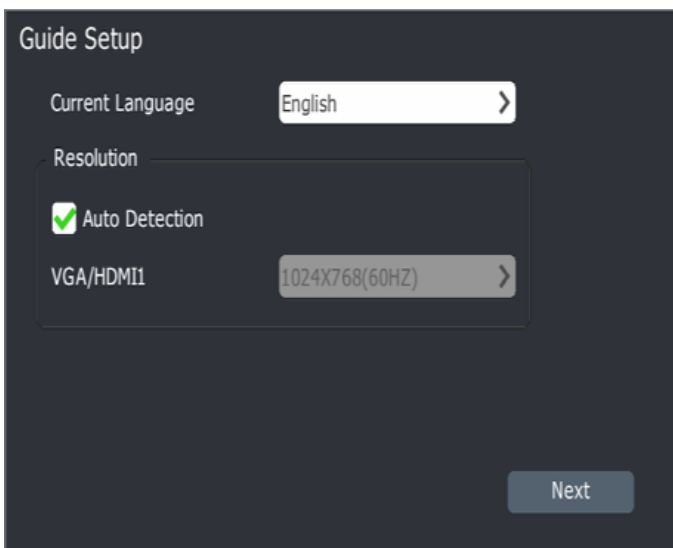 Guide Setup
Current Language English
Resolution
Auto Detection
VGA/HDMI1 1024X768(60HZ)
Next